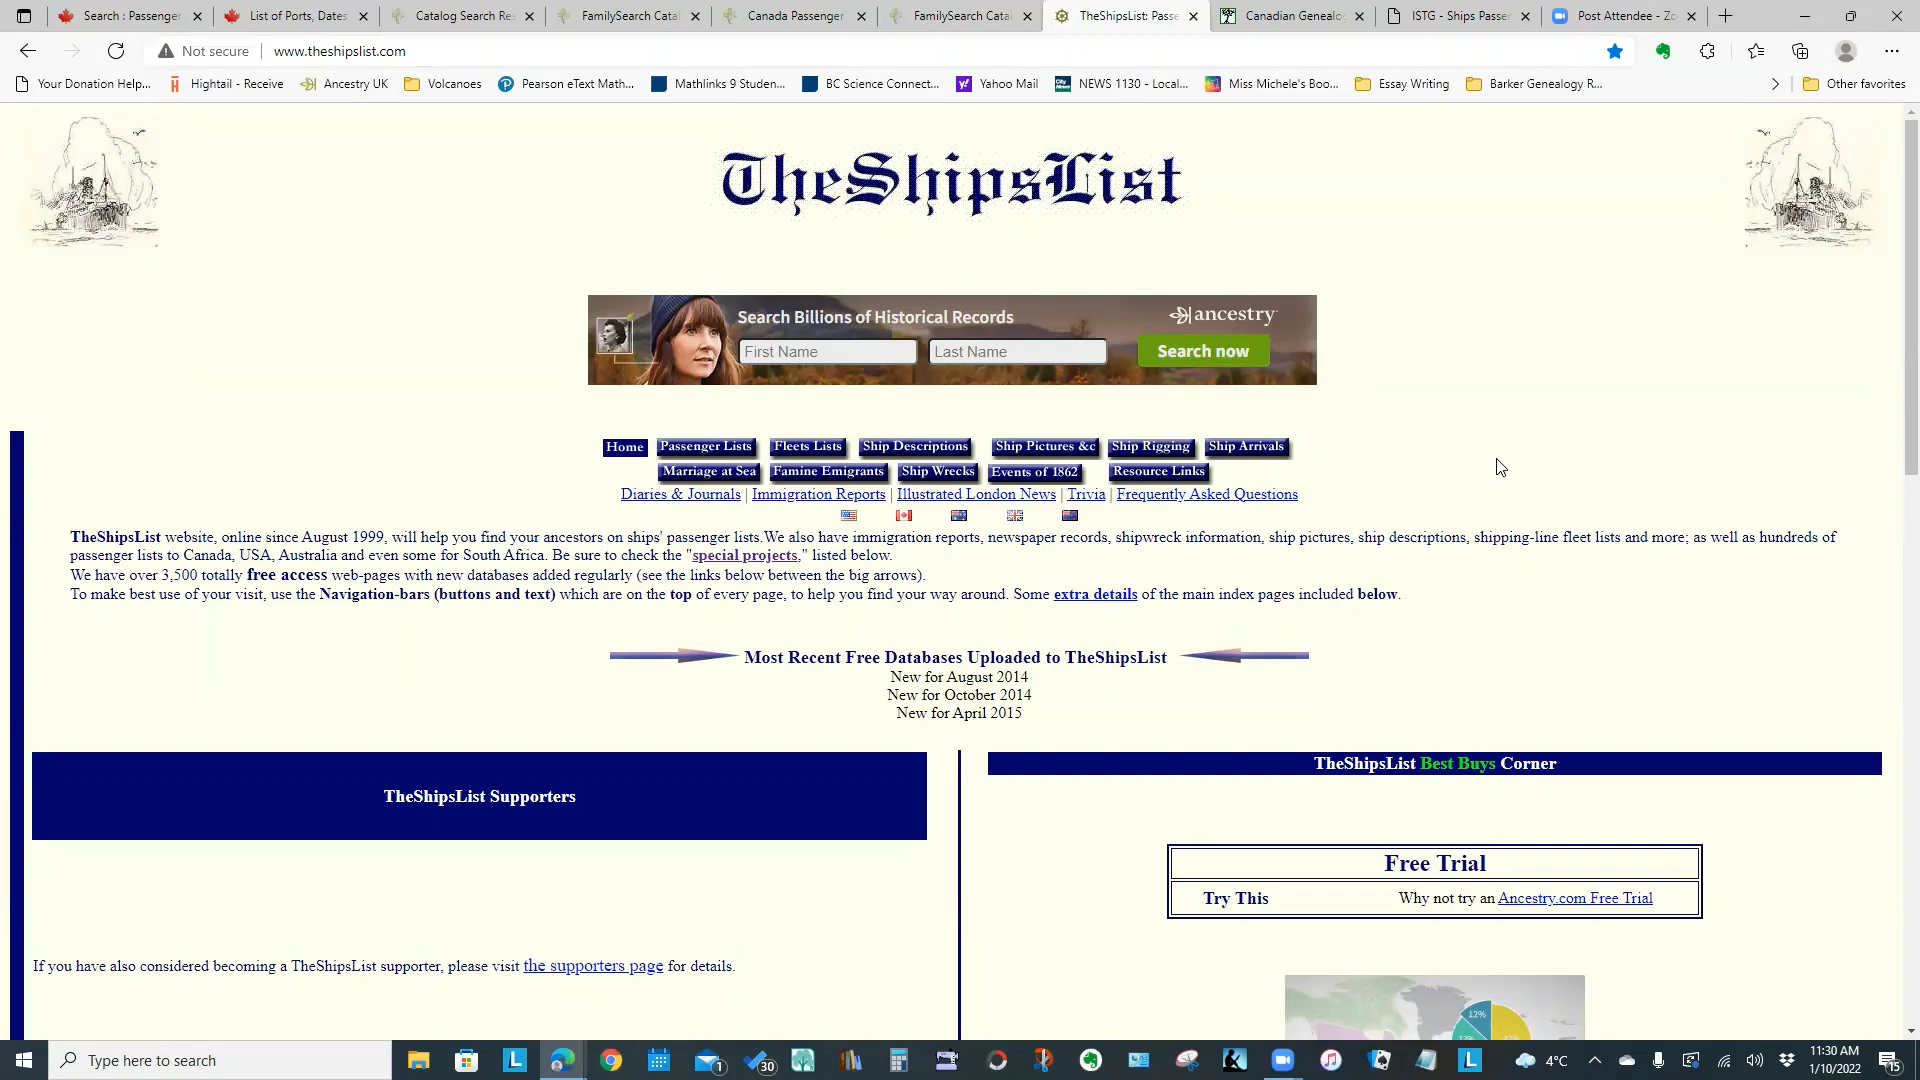 Search : Passenger
List of Ports, Dates
Catalog Search Res
FamilySearch Catal
Canada Passenger
FamilySearch Catal
TheShipsList: Passe
Canadian Genealog
ISTG - Ships Passen
Post Attendee - Zo
Not secure
www.theshipslist.com
Your Donation Help...
Hightail - Receive
Ancestry UK
Volcanoes
Pearson eText Math...
Mathlinks 9 Studen...
BC Science Connect...
Yahoo Mail
NEWS 1130 - Local...
Miss Michele's Boo...
Essay Writing
Barker Genealogy R...
Other favorites
TheShipsList
Search Billions of Historical Records
ancestry
First Name
Last Name
Search now
Home Passenger Lists Fleets Lists Ship Descriptions Ship Pictures &c Ship Rigging Ship Arrivals
Marriage at Sea Famine Emigrants Ship Wrecks Events of 1862 Resource Links
Diaries & Journals | Immigration Reports | Illustrated London News | Trivia | Frequently Asked Questions
TheShipsList website, online since August 1999, will help you find your ancestors on ships' passenger lists.We also have immigration reports, newspaper records, shipwreck information, ship pictures, ship descriptions, shipping-line fleet lists and more; as well as hundreds of
passenger lists to Canada, USA, Australia and even some for South Africa. Be sure to check the "special projects," listed below.
We have over 3,500 totally free access web-pages with new databases added regularly (see the links below between the big arrows).
To make best use of your visit, use the Navigation-bars (buttons and text) which are on the top of every page, to help you find your way around. Some extra details of the main index pages included below.
Most Recent Free Databases Uploaded to TheShipsList
New for August 2014
New for October 2014
New for April 2015
TheShipsList Supporters
TheShipsList Best Buys Corner
Free Trial
Try This
Why not try an Ancestry.com Free Trial
If you have also considered becoming a TheShipsList supporter, please visit the supporters page for details.
12%
Type here to search
1
30
4°C
11:30 AM
1/10/2022
15